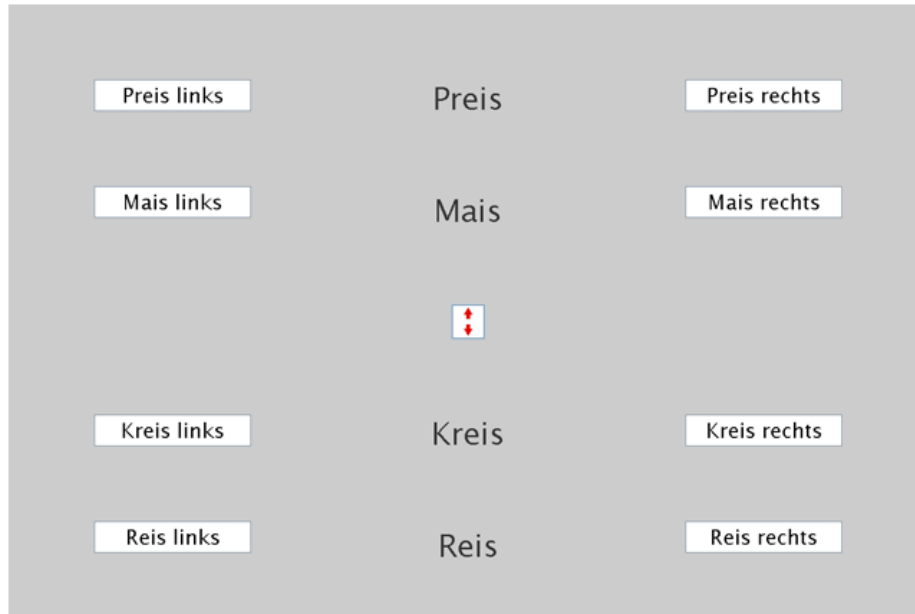 Preis links Preis Preis rechts
Mais links Mais Mais rechts
Kreis links Kreis Kreis rechts
Reis links Reis Reis rechts